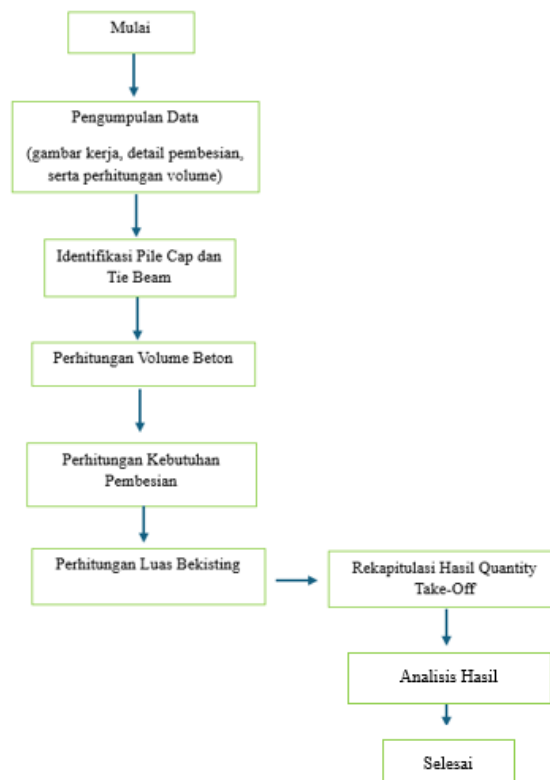 Mulai
Pengumpulan Data
(gambar kerja, detail pembesian,
serta perhitungan volume)
Identifikasi Pile Cap dan
Tie Beam
Perhitungan Volume Beton
Perhitungan Kebutuhan
Pembesian
Perhitungan Luas Bekisting
Rekapitulasi Hasil Quantity
Take-Off
Analisis Hasil
Selesai